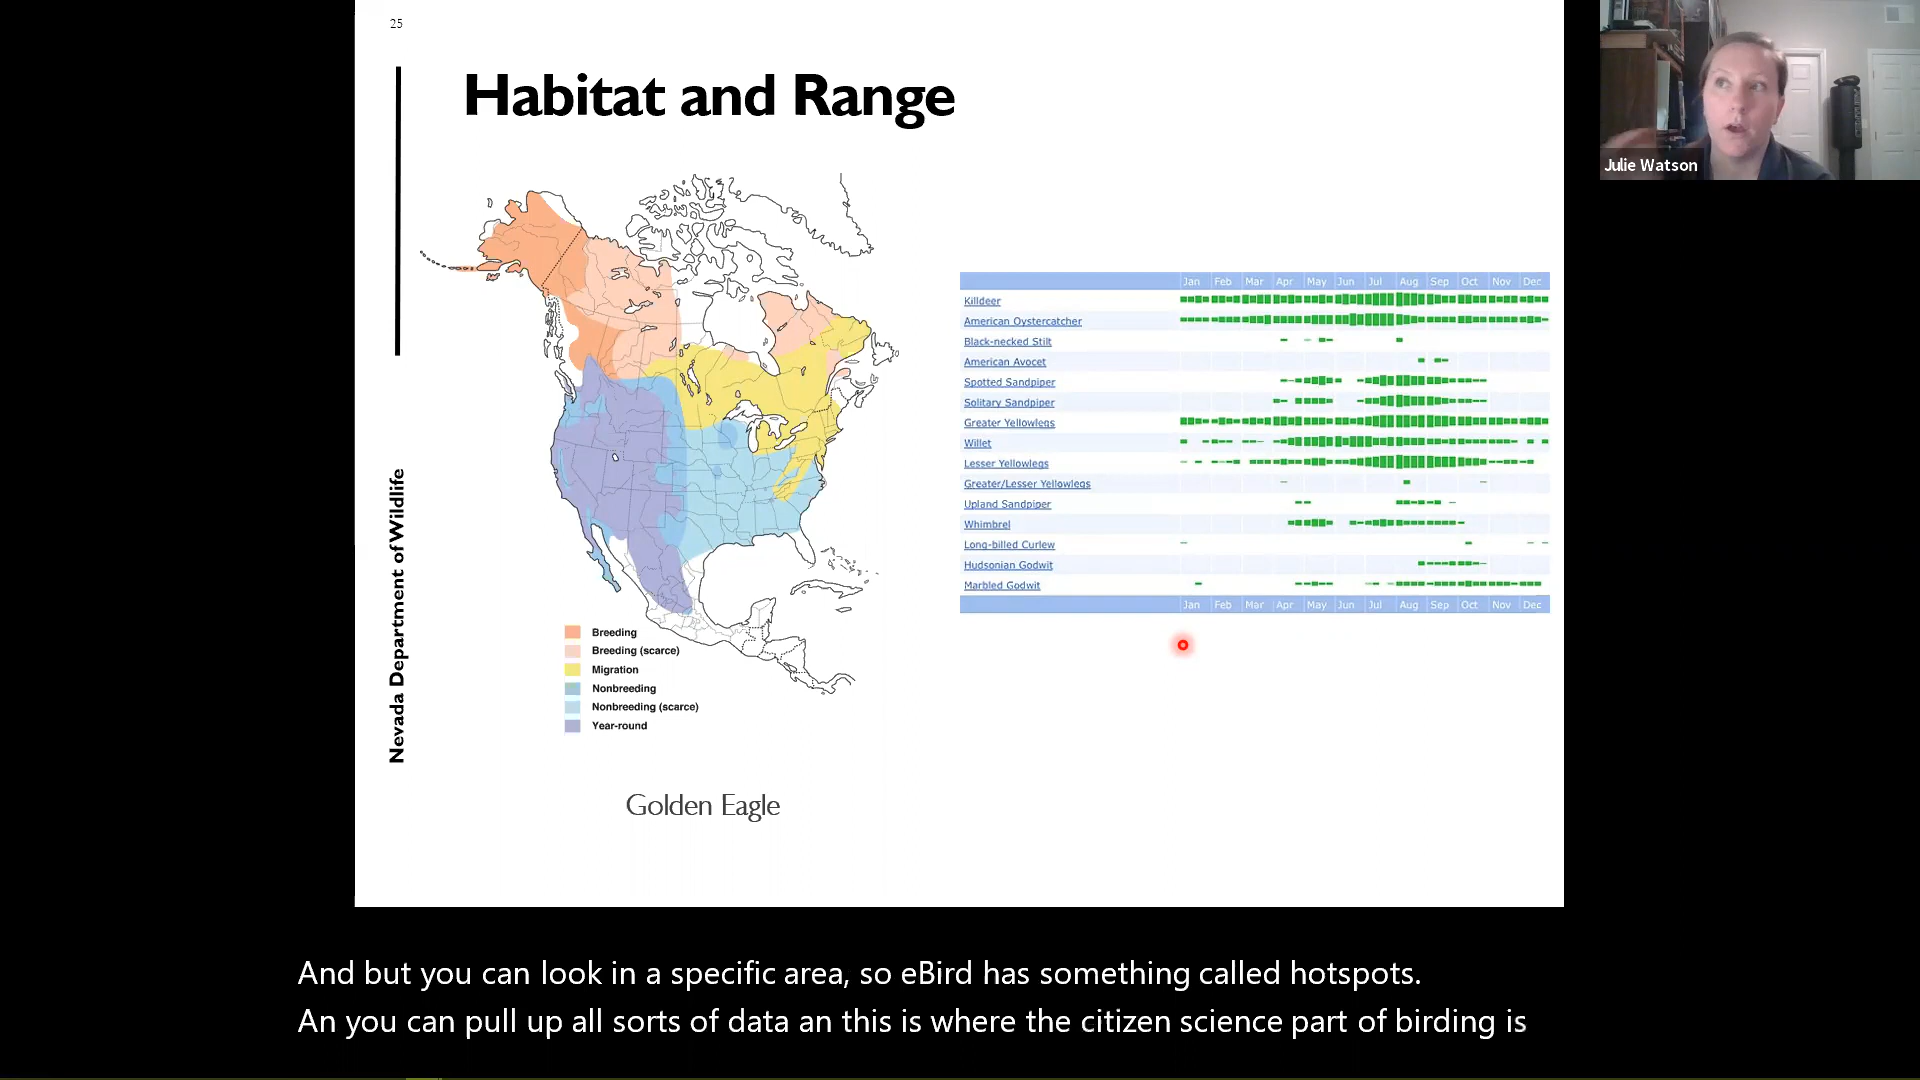 25
Habitat and Range
Nevada Department of Wildlife
Breeding
Breeding (scarce)
Migration
Nonbreeding
Nonbreeding (scarce)
Year-round
Golden Eagle
Jan Feb Mar Apr May Jun Jul Aug Sep Oct Nov Dec
Killdeer
American Oystercatcher
Black-necked Stilt
American Avocet
Spotted Sandpiper
Solitary Sandpiper
Greater Yellowlegs
Willet
Lesser Yellowlegs
Greater/Lesser Yellowlegs
Upland Sandpiper
Whimbrel
Long-billed Curlew
Hudsonian Godwit
Marbled Godwit
Jan Feb Mar Apr May Jun Jul Aug Sep Oct Nov Dec
Julie Watson
And but you can look in a specific area, so eBird has something called hotspots.
An you can pull up all sorts of data an this is where the citizen science part of birding is